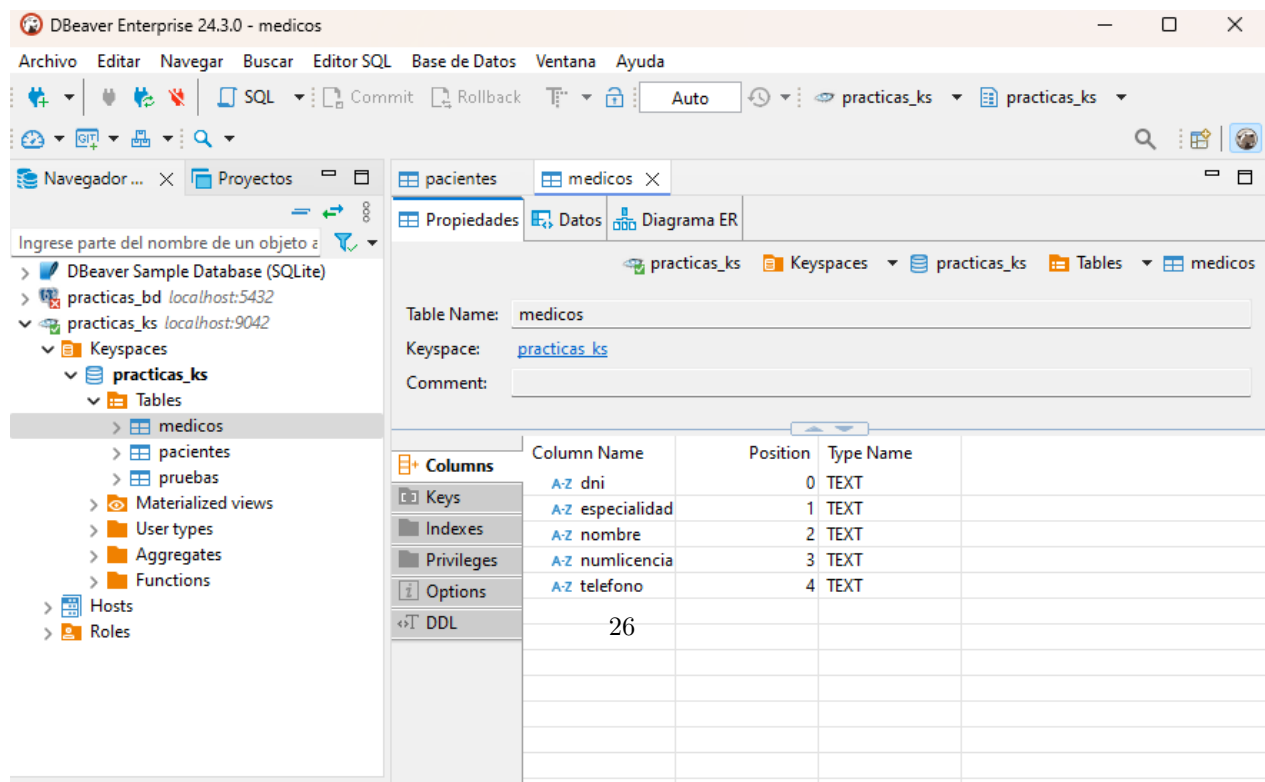 DBeaver Enterprise 24.3.0 - medicos
Archivo Editar Navegar Buscar Editor SQL Base de Datos Ventana Ayuda
SQL Commit Rollback Auto practicas_ks practicas_ks
GIT
Navegador ... Proyectos
Ingrese parte del nombre de un objeto a
DBeaver Sample Database (SQLite)
practicas_bd localhost:5432
practicas_ks localhost:9042
Keyspaces
practicas_ks
Tables
medicos
pacientes
pruebas
Materialized views
User types
Aggregates
Functions
Hosts
Roles
pacientes medicos
Propiedades Datos Diagrama ER
practicas_ks Keyspaces practicas_ks Tables medicos
Table Name: medicos
Keyspace: practicas_ks
Comment:
Columns
Keys
Indexes
Privileges
Options
DDL
Column Name Position Type Name
A-Z dni 0 TEXT
A-Z especialidad 1 TEXT
A-Z nombre 2 TEXT
A-Z numlicencia 3 TEXT
A-Z telefono 4 TEXT
26